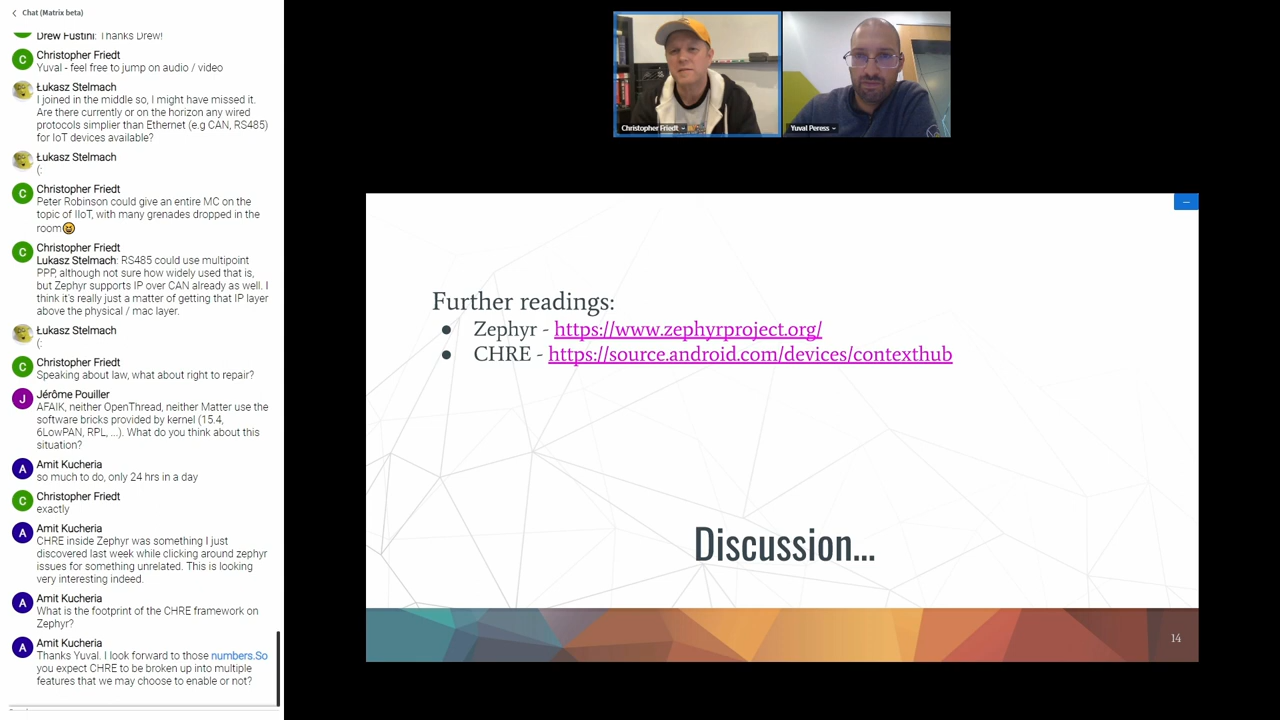 Chat (Matrix beta)
Drew Fustini: Thanks Drew!
C
Christopher Friedt
Yuval - feel free to jump on audio / video
Łukasz Stelmach
I joined in the middle so, I might have missed it.
Are there currently or on the horizon any wired
protocols simplier than Ethernet (e.g CAN, RS485)
for IoT devices available?
Łukasz Stelmach
(:
C
Christopher Friedt
Peter Robinson could give an entire MC on the
topic of IIoT, with many grenades dropped in the
room😆
C
Christopher Friedt
Lukasz Stelmach: RS485 could use multipoint
PPP, although not sure how widely used that is,
but Zephyr supports IP over CAN already as well. I
think it's really just a matter of getting that IP layer
above the physical / mac layer.
Łukasz Stelmach
(:
C
Christopher Friedt
Speaking about law, what about right to repair?
J
Jérôme Pouiller
AFAIK, neither OpenThread, neither Matter use the
software bricks provided by kernel (15.4,
6LowPAN, RPL, ...). What do you think about this
situation?
A
Amit Kucheria
so much to do, only 24 hrs in a day
C
Christopher Friedt
exactly
A
Amit Kucheria
CHRE inside Zephyr was something I just
discovered last week while clicking around zephyr
issues for something unrelated. This is looking
very interesting indeed.
A
Amit Kucheria
What is the footprint of the CHRE framework on
Zephyr?
A
Amit Kucheria
Thanks Yuval. I look forward to those numbers.So
you expect CHRE to be broken up into multiple
features that we may choose to enable or not?
Christopher Friedt
Yuval Peress
Further readings:
● Zephyr - https://www.zephyrproject.org/
● CHRE - https://source.android.com/devices/contexthub
Discussion...
14